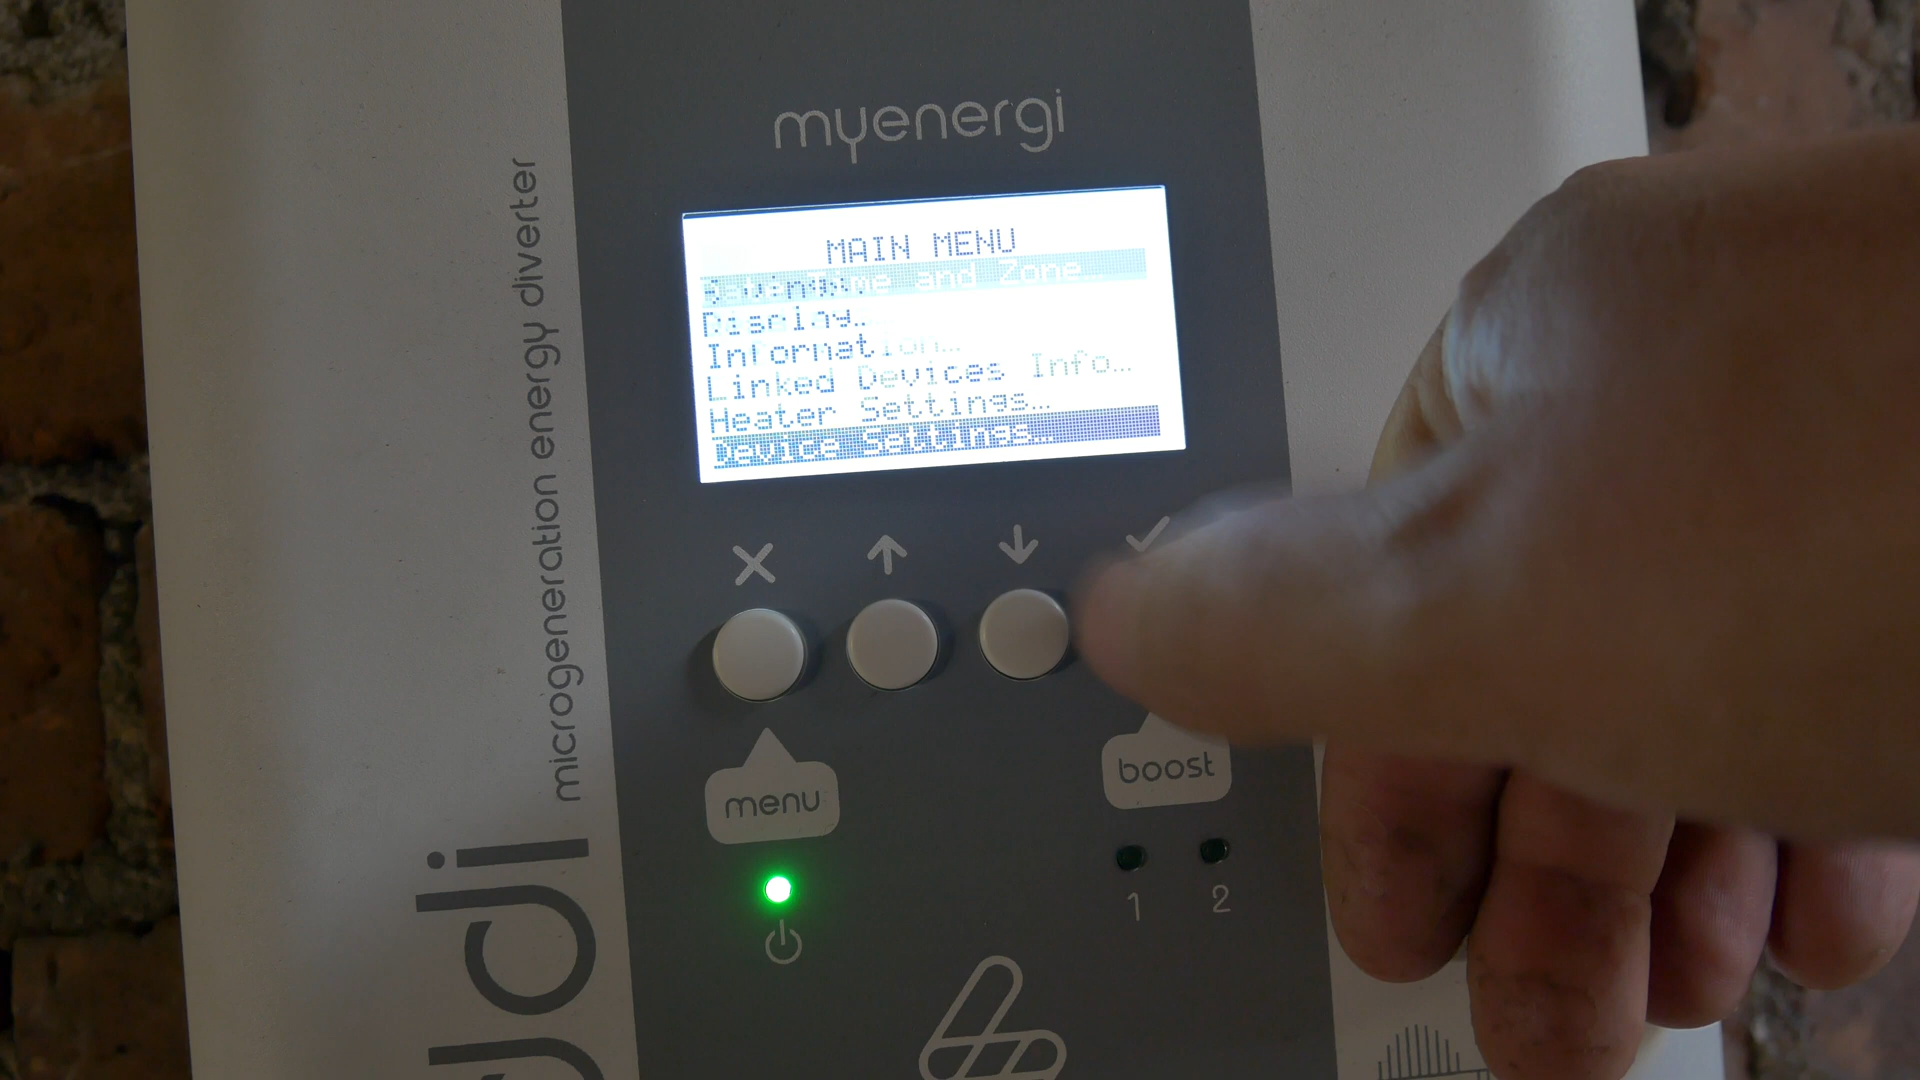 myenergi
MAIN MENU
Time and Zone...
Display...
Information...
Linked Devices Info...
Heater Settings...
Device Settings...
menu
boost
1 2
microgeneration energy diverter